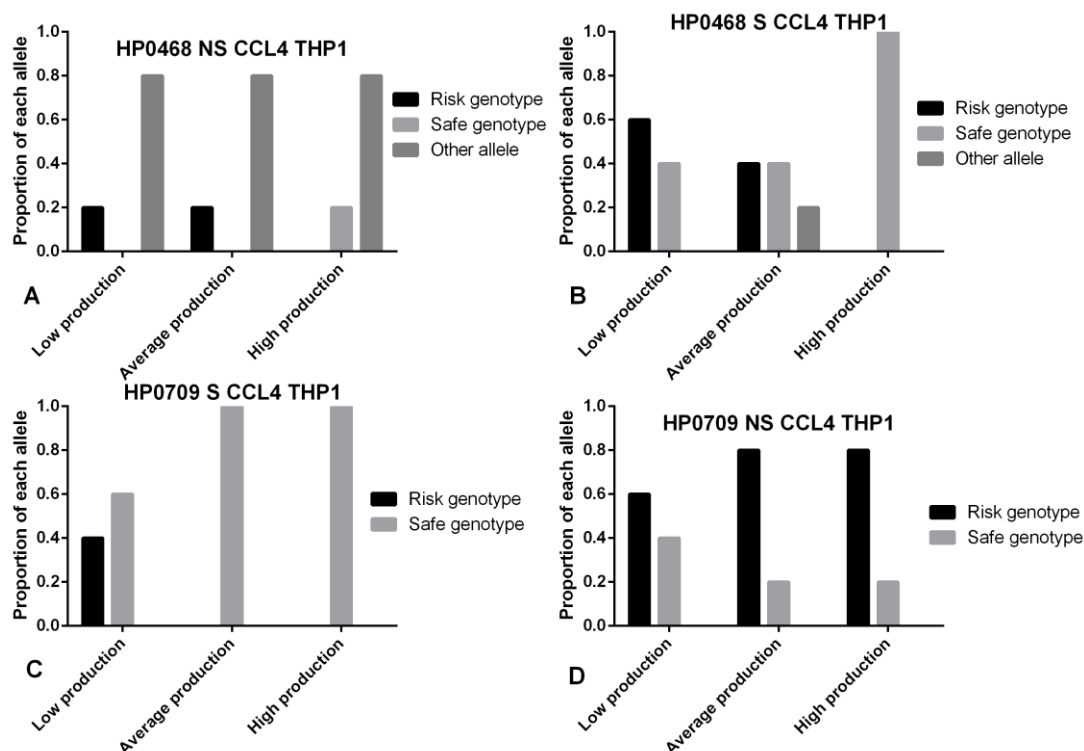 HP0468 NS CCL4 THP1
Proportion of each allele
1.0
0.8
0.6
0.4
0.2
0.0
Risk genotype
Safe genotype
Other allele
Low production
Average production
High production
A
HP0468 S CCL4 THP1
Proportion of each allele
1.0
0.8
0.6
0.4
0.2
0.0
Risk genotype
Safe genotype
Other allele
Low production
Average production
High production
B
HP0709 S CCL4 THP1
Proportion of each allele
1.0
0.8
0.6
0.4
0.2
0.0
Risk genotype
Safe genotype
Low production
Average production
High production
C
HP0709 NS CCL4 THP1
Proportion of each allele
1.0
0.8
0.6
0.4
0.2
0.0
Risk genotype
Safe genotype
Low production
Average production
High production
D